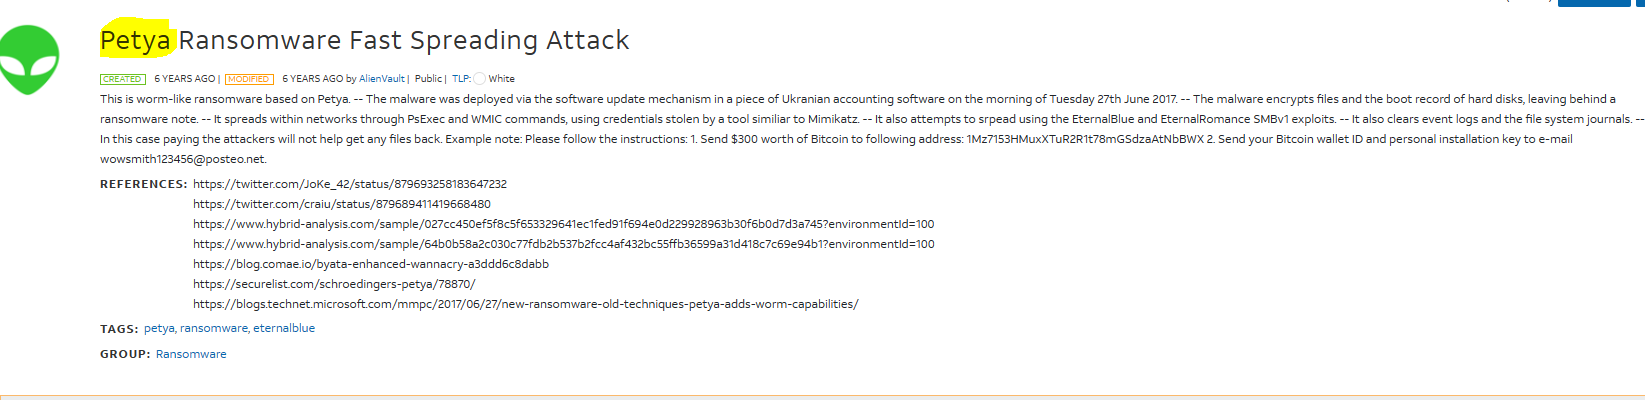 Petya Ransomware Fast Spreading Attack
CREATED 6 YEARS AGO | MODIFIED 6 YEARS AGO by AlienVault | Public | TLP: White
This is worm-like ransomware based on Petya. -- The malware was deployed via the software update mechanism in a piece of Ukranian accounting software on the morning of Tuesday 27th June 2017. -- The malware encrypts files and the boot record of hard disks, leaving behind a
ransomware note. -- It spreads within networks through PsExec and WMIC commands, using credentials stolen by a tool similiar to Mimikatz. -- It also attempts to srpead using the EternalBlue and EternalRomance SMBv1 exploits. -- It also clears event logs and the file system journals. --
In this case paying the attackers will not help get any files back. Example note: Please follow the instructions: 1. Send $300 worth of Bitcoin to following address: 1Mz7153HMuxXTuR2R1t78mGSdzaAtNbBWX 2. Send your Bitcoin wallet ID and personal installation key to e-mail
wowsmith123456@posteo.net.
REFERENCES: https://twitter.com/JoKe_42/status/879693258183647232
https://twitter.com/craiu/status/879689411419668480
https://www.hybrid-analysis.com/sample/027cc450ef5f8c5f653329641ec1fed91f694e0d229928963b30f6b0d7d3a745?environmentId=100
https://www.hybrid-analysis.com/sample/64b0b58a2c030c77fdb2b537b2fcc4af432bc55ffb36599a31d418c7c69e94b1?environmentId=100
https://blog.comae.io/byata-enhanced-wannacry-a3ddd6c8dabb
https://securelist.com/schroedingers-petya/78870/
https://blogs.technet.microsoft.com/mmpc/2017/06/27/new-ransomware-old-techniques-petya-adds-worm-capabilities/
TAGS: petya, ransomware, eternalblue
GROUP: Ransomware